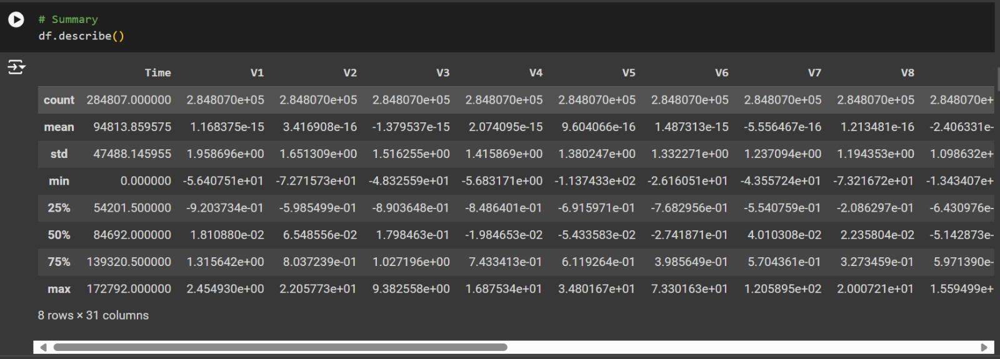 # Summary
df.describe()
Time V1 V2 V3 V4 V5 V6 V7 V8
count 284807.000000 2.848070e+05 2.848070e+05 2.848070e+05 2.848070e+05 2.848070e+05 2.848070e+05 2.848070e+05 2.848070e+05 2.848070e+
mean 94813.859575 1.168375e-15 3.416908e-16 -1.379537e-15 2.074095e-15 9.604066e-16 1.487313e-15 -5.556467e-16 1.213481e-16 -2.406331e-
std 47488.145955 1.958696e+00 1.651309e+00 1.516255e+00 1.415869e+00 1.380247e+00 1.332271e+00 1.237094e+00 1.194353e+00 1.098632e+
min 0.000000 -5.640751e+01 -7.271573e+01 -4.832559e+01 -5.683171e+00 -1.137433e+02 -2.616051e+01 -4.355724e+01 -7.321672e+01 -1.343407e+
25% 54201.500000 -9.203734e-01 -5.985499e-01 -8.903648e-01 -8.486401e-01 -6.915971e-01 -7.682956e-01 -5.540759e-01 -2.086297e-01 -6.430976e-
50% 84692.000000 1.810880e-02 6.548556e-02 1.798463e-01 -1.984653e-02 -5.433583e-02 -2.741871e-01 4.010308e-02 2.235804e-02 -5.142873e-
75% 139320.500000 1.315642e+00 8.037239e-01 1.027196e+00 7.433413e-01 6.119264e-01 3.985649e-01 5.704361e-01 3.273459e-01 5.971390e-
max 172792.000000 2.454930e+00 2.205773e+01 9.382558e+00 1.687534e+01 3.480167e+01 7.330163e+01 1.205895e+02 2.000721e+01 1.559499e+
8 rows × 31 columns